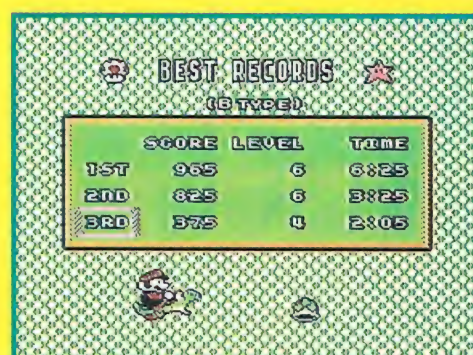 BEST RECORDS
(B TYPE)
SCORE LEVEL TIME
1ST 965 6 6:25
2ND 825 6 3:25
3RD 375 4 2:05